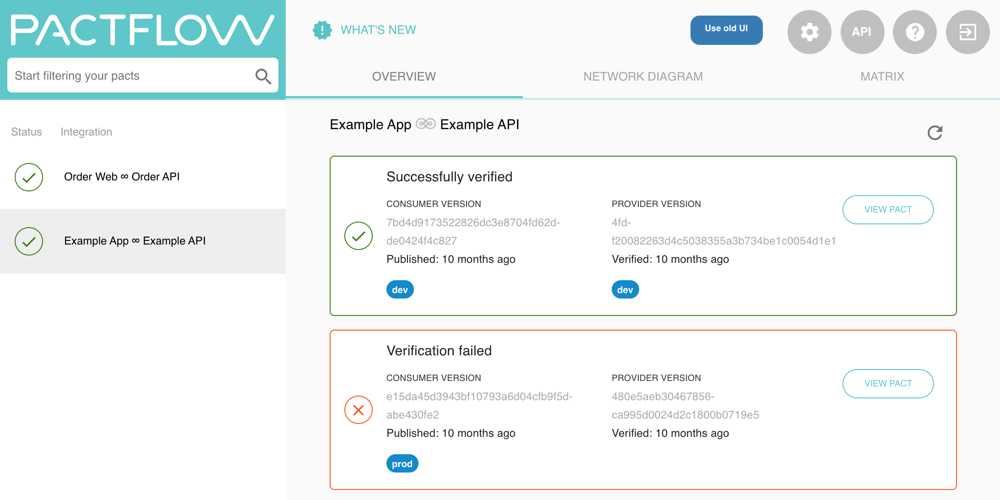 PACTFLOW
Start filtering your pacts
Status Integration
Order Web ∞ Order API
Example App ∞ Example API
WHAT'S NEW
Use old UI
API
OVERVIEW NETWORK DIAGRAM MATRIX
Example App ∞ Example API
Successfully verified
CONSUMER VERSION
7bd4d9173522826dc3e8704fd62d-
de0424f4c827
Published: 10 months ago
dev
PROVIDER VERSION
4fd-
f20082263d4c5038355a3b734be1c0054d1e1
Verified: 10 months ago
dev
VIEW PACT
Verification failed
CONSUMER VERSION
e15da45d3943bf10793a6d04cfb9f5d-
abe430fe2
Published: 10 months ago
prod
PROVIDER VERSION
480e5aeb30467856-
ca995d0024d2c1800b0719e5
Verified: 10 months ago
VIEW PACT